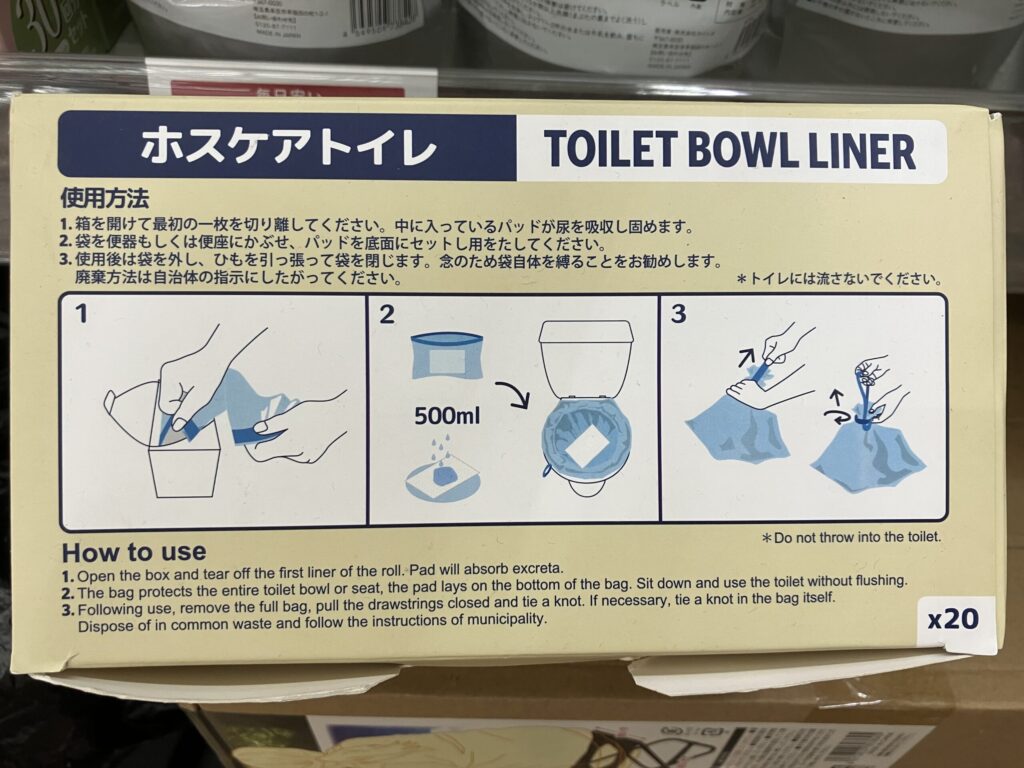 30
MADE IN JAPAN
毎日安い
ホスケアトイレ
TOILET BOWL LINER
使用方法
1. 箱を開けて最初の一枚を切り離してください。中に入っているパッドが尿を吸収し固めます。
2. 袋を便器もしくは便座にかぶせ、パッドを底面にセットし用をたしてください。
3. 使用後は袋を外し、ひもを引っ張って袋を閉じます。念のため袋自体を縛ることをお勧めします。
廃棄方法は自治体の指示にしたがってください。
*トイレには流さないでください。
1
2
3
500ml
*Do not throw into the toilet.
How to use
1. Open the box and tear off the first liner of the roll. Pad will absorb excreta.
2. The bag protects the entire toilet bowl or seat, the pad lays on the bottom of the bag. Sit down and use the toilet without flushing.
3. Following use, remove the full bag, pull the drawstrings closed and tie a knot. If necessary, tie a knot in the bag itself.
Dispose of in common waste and follow the instructions of municipality.
x20